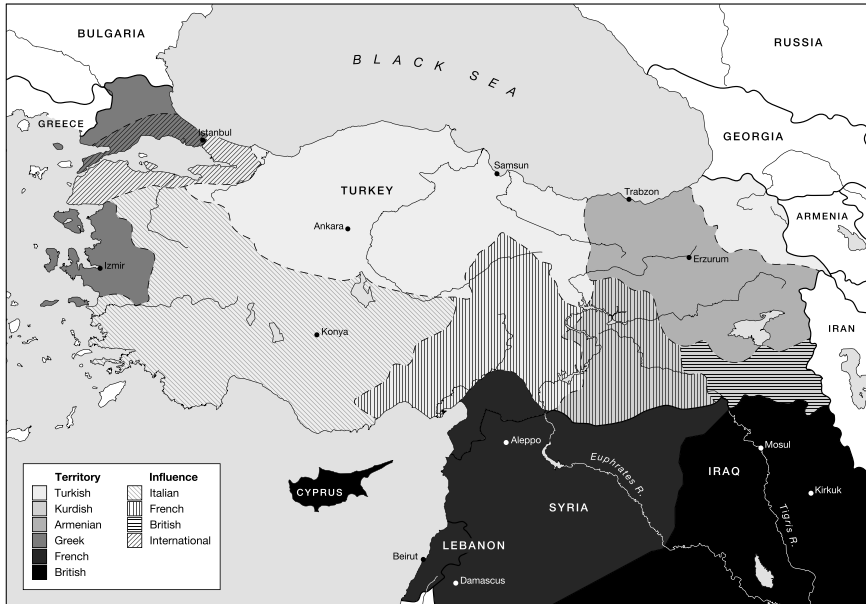 BULGARIA
RUSSIA
BLACK SEA
GREECE
Istanbul
GEORGIA
Samsun
TURKEY
Trabzon
ARMENIA
Ankara
Erzurum
Izmir
IRAN
Konya
Aleppo
Euphrates R.
Mosul
IRAQ
Kirkuk
CYPRUS
SYRIA
Tigris R.
LEBANON
Beirut
Damascus
Territory
Turkish
Kurdish
Armenian
Greek
French
British
Influence
Italian
French
British
International